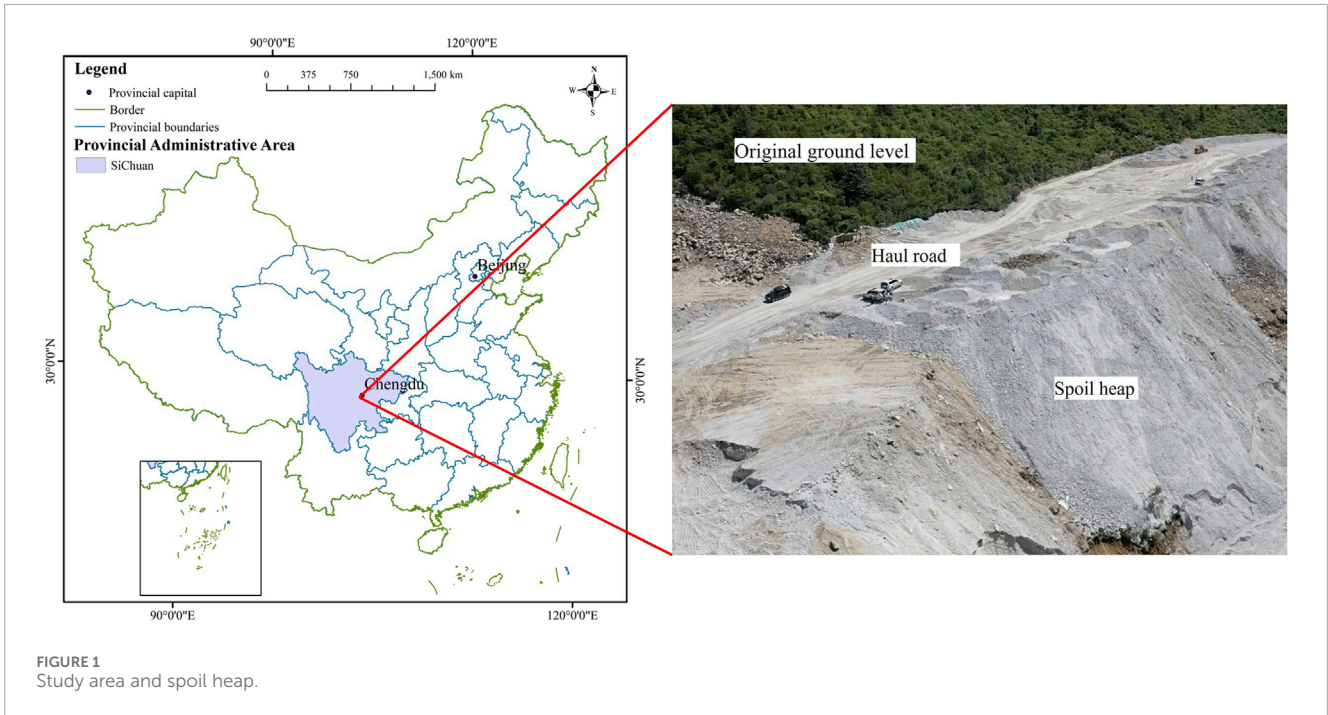 90°0'0"E
120°0'0"E
Legend
Provincial capital
Border
Provincial boundaries
Provincial Administrative Area
SiChuan
0 375 750 1,500 km
N
W E
S
Beijing
Chengdu
30°0'0"N
30°0'0"N
90°0'0"E
120°0'0"E
Original ground level
Haul road
Spoil heap
FIGURE 1
Study area and spoil heap.